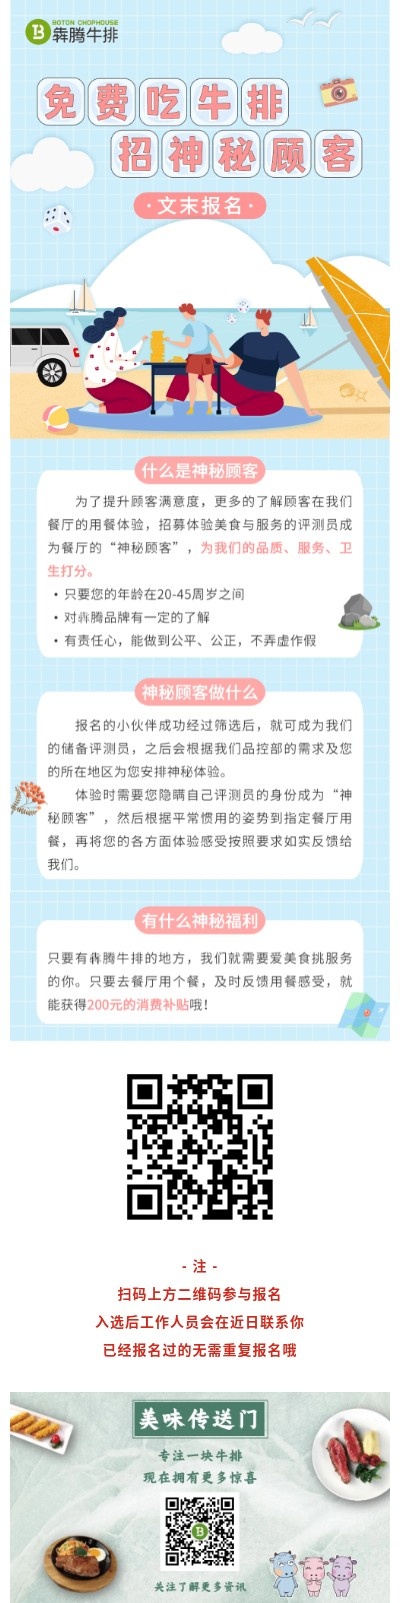 BOTON CHOPHOUSE
犇腾牛排
免费吃牛排
招神秘顾客
·文末报名·
什么是神秘顾客
为了提升顾客满意度，更多的了解顾客在我们
餐厅的用餐体验，招募体验美食与服务的评测员成
为餐厅的“神秘顾客”，为我们的品质、服务、卫
生打分。
• 只要您的年龄在20-45周岁之间
• 对犇腾品牌有一定的了解
• 有责任心，能做到公平、公正，不弄虚作假
神秘顾客做什么
报名的小伙伴成功经过筛选后，就可成为我们
的储备评测员，之后会根据我们品控部的需求及您
的所在地区为您安排神秘体验。
体验时需要您隐瞒自己评测员的身份成为“神
秘顾客”，然后根据平常惯用的姿势到指定餐厅用
餐，再将您的各方面体验感受按照要求如实反馈给
我们。
有什么神秘福利
只要有犇腾牛排的地方，我们就需要爱美食挑服务
的你。只要去餐厅用个餐，及时反馈用餐感受，就
能获得200元的消费补贴哦！
- 注 -
扫码上方二维码参与报名
入选后工作人员会在近日联系你
已经报名过的无需重复报名哦
美味传送门
专注一块牛排
现在拥有更多惊喜
关注了解更多资讯